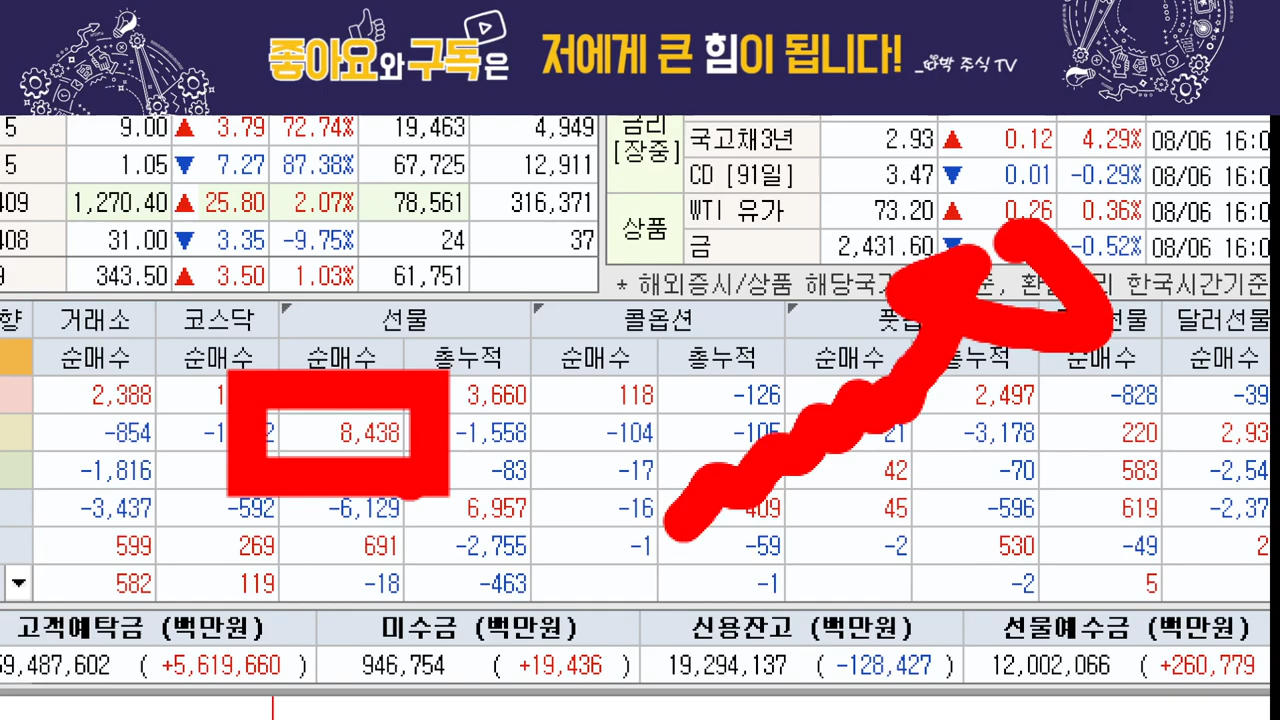 좋아요와구독은 저에게 큰 힘이 됩니다!
5 9.00 ▲ 3.79 72.74% 19,463 4,949
5 1.05 ▼ 7.27 87.38% 67,725 12,911
409 1,270.40 ▲ 25.80 2.07% 78,561 316,371
408 31.00 ▼ 3.35 -9.75% 24 37
9 343.50 ▲ 3.50 1.03% 61,751
금리 [장중] 국고채3년 2.93 ▲ 0.12 4.29% 08/06 16:0
CD [91일] 3.47 ▼ 0.01 -0.29% 08/06 16:0
상품 WTI 유가 73.20 ▲ 0.26 0.36% 08/06 16:0
금 2,431.60 ▼ -0.52% 08/06 16:0
* 해외증시/상품 해당국 한국시간기준
향 거래소 코스닥 선물 콜옵션 선물 달러선물
순매수 순매수 순매수 총누적 순매수 총누적 순매수 총누적 순매수 순매수
2,388 3,660 118 -126 2,497 -828 -39
-854 8,438 -1,558 -104 -3,178 220 2,93
-1,816 -83 -17 42 -70 583 -2,54
-3,437 -592 -6,129 6,957 -16 409 45 -596 619 -2,37
599 269 691 -2,755 -1 -59 -2 530 -49 2
582 119 -18 -463 -1 -2 5
고객예탁금 (백만원) 미수금 (백만원) 신용잔고 (백만원) 선물예수금 (백만원)
59,487,602 ( +5,619,660 ) 946,754 ( +19,436 ) 19,294,137 ( -128,427 ) 12,002,066 ( +260,779